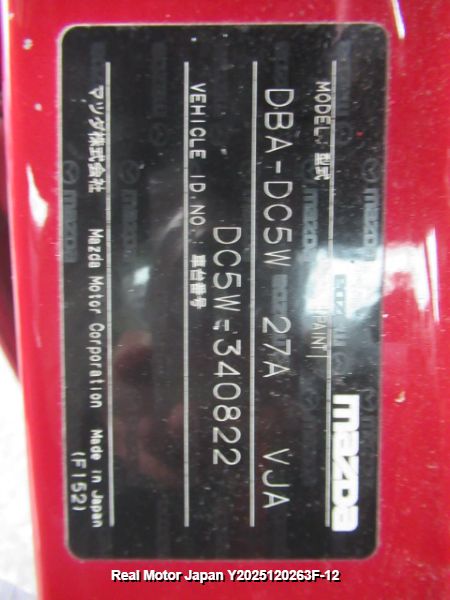 mazda
MODEL. 型式 PAINT
DBA-DC5W 27A VJA
VEHICLE ID.NO.: 車台番号
DC5W-340822
マツダ株式会社 Mazda Motor Corporation Made in Japan
(F152)
Real Motor Japan Y2025120263F-12